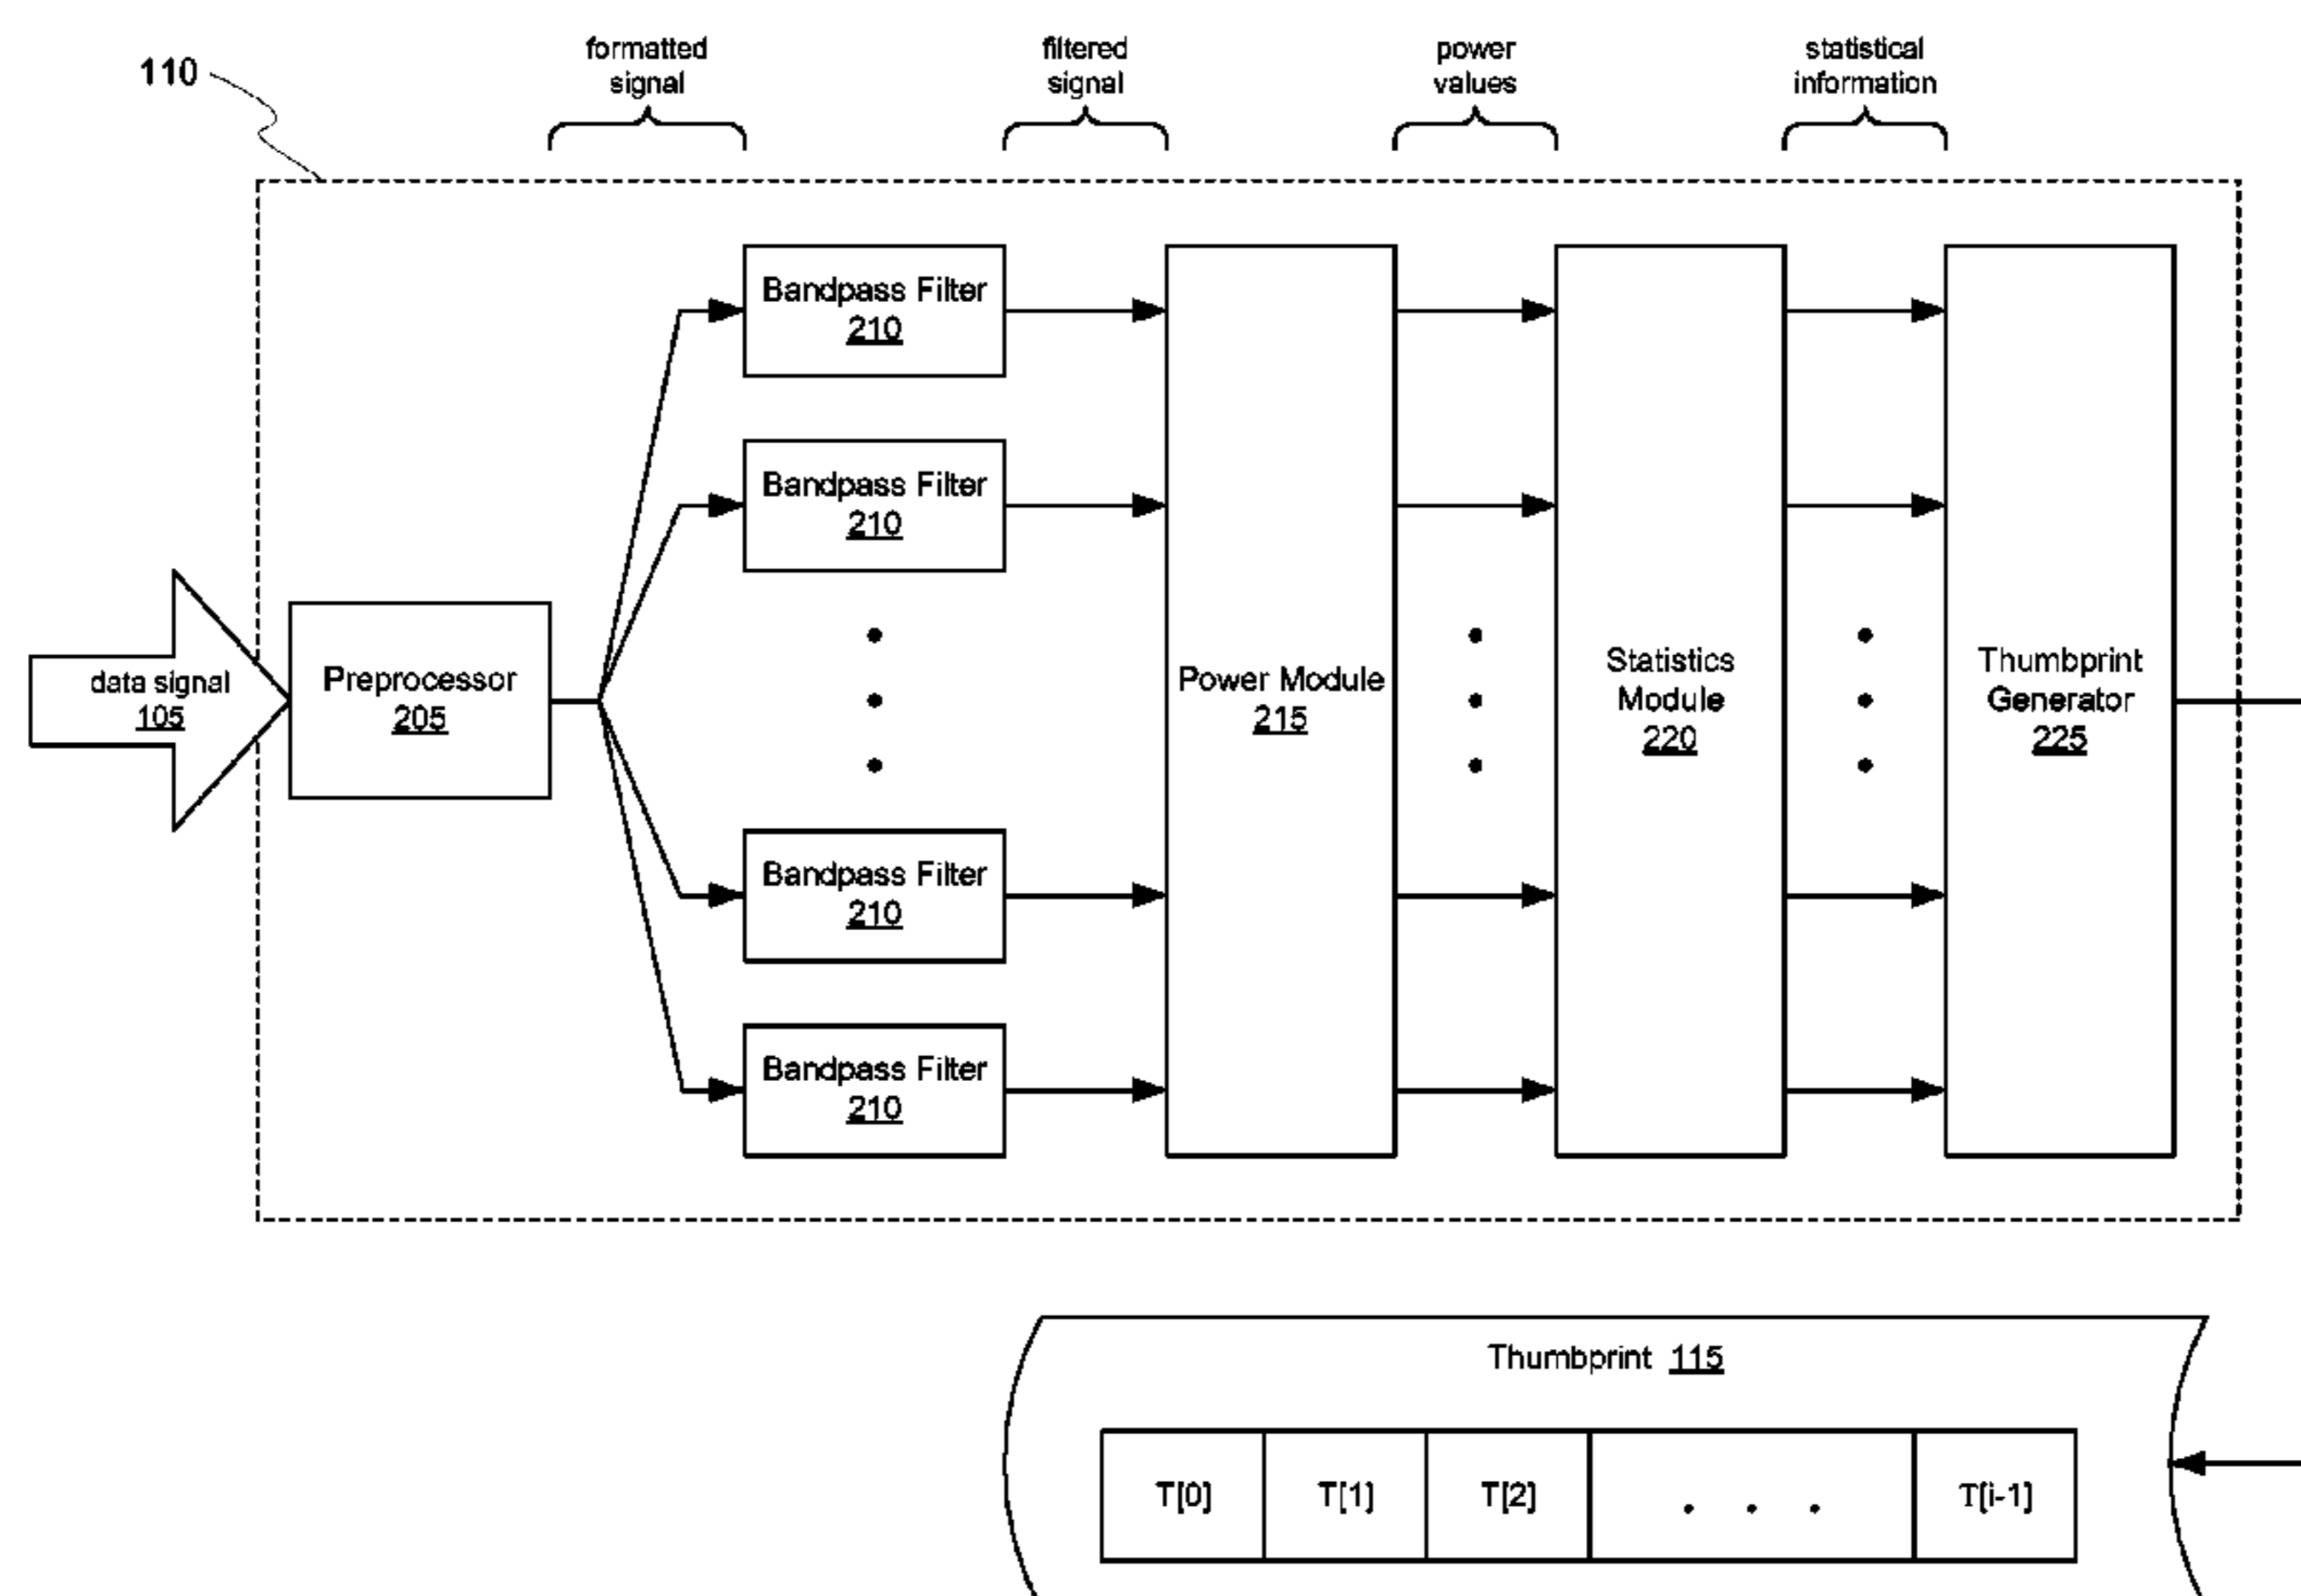 110
formatted
signal
filtered
signal
power
values
statistical
information
data signal
105
Preprocessor
205
Bandpass Filter
210
Bandpass Filter
210
Bandpass Filter
210
Bandpass Filter
210
Power Module
215
Statistics
Module
220
Thumbprint
Generator
225
Thumbprint 115
T[0] T[1] T[2] . . . T[i-1]